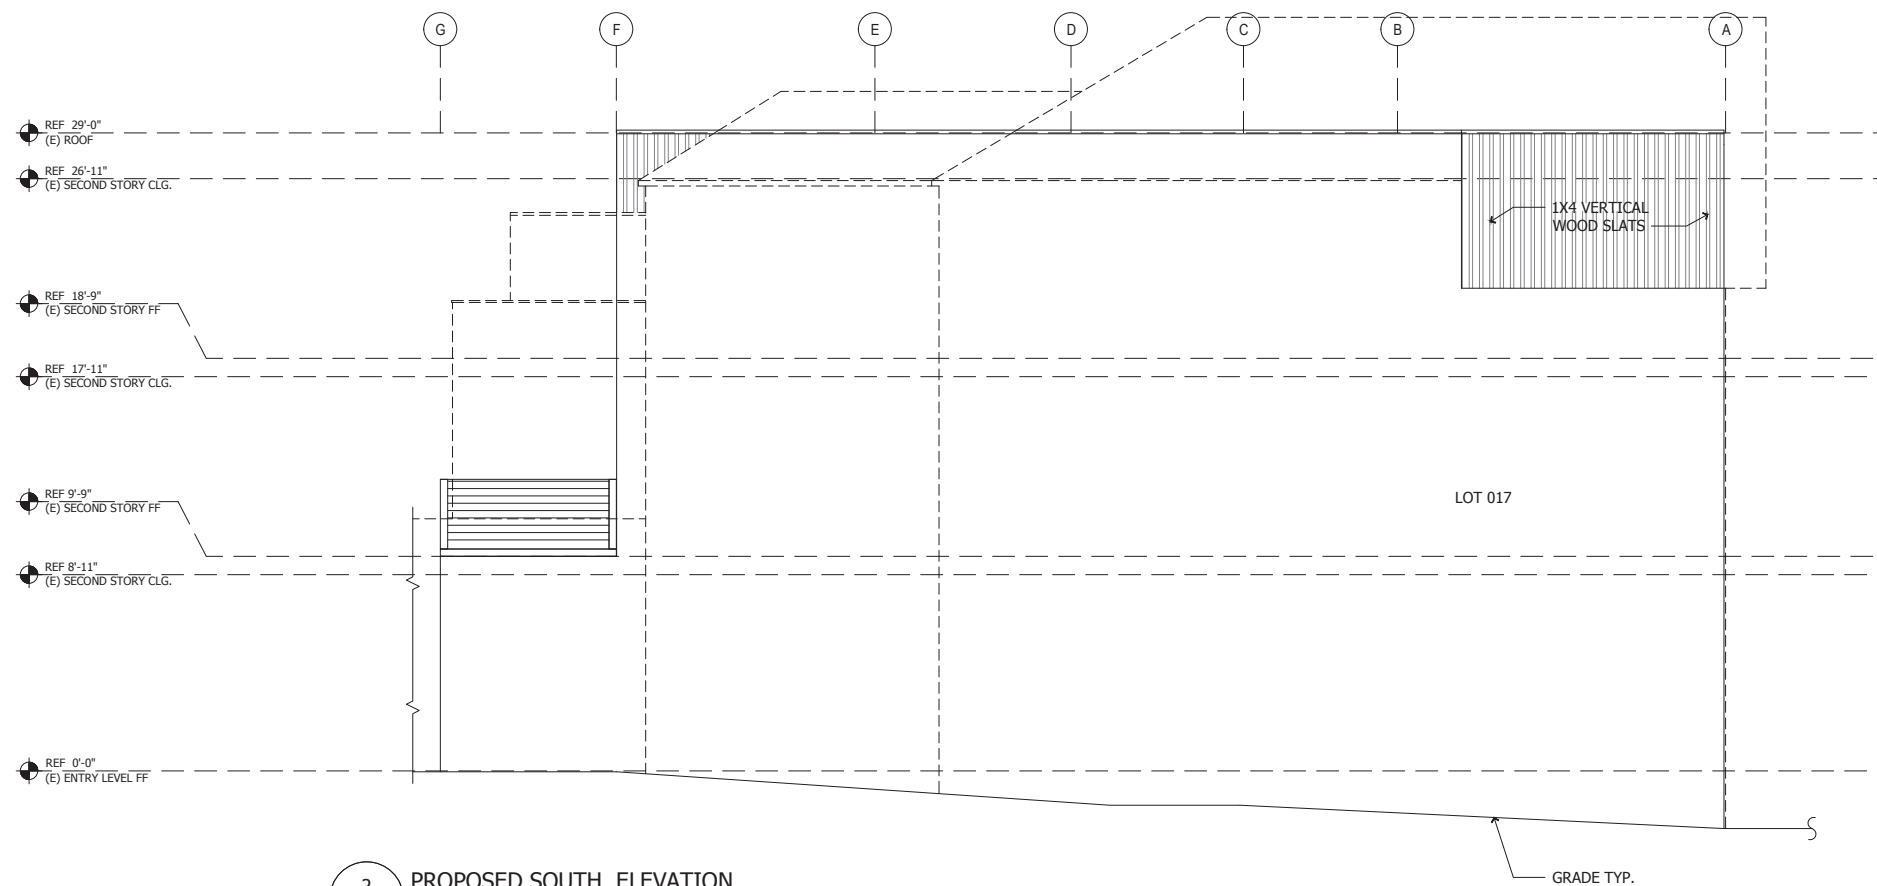 G F E D C B A
REF 29'-0"
(E) ROOF
REF 26'-11"
(E) SECOND STORY CLG.
1X4 VERTICAL
WOOD SLATS
REF 18'-9"
(E) SECOND STORY FF
REF 17'-11"
(E) SECOND STORY CLG.
REF 9'-9"
(E) SECOND STORY FF
LOT 017
REF 8'-11"
(E) SECOND STORY CLG.
REF 0'-0"
(E) ENTRY LEVEL FF
2 PROPOSED SOUTH ELEVATION
GRADE TYP.